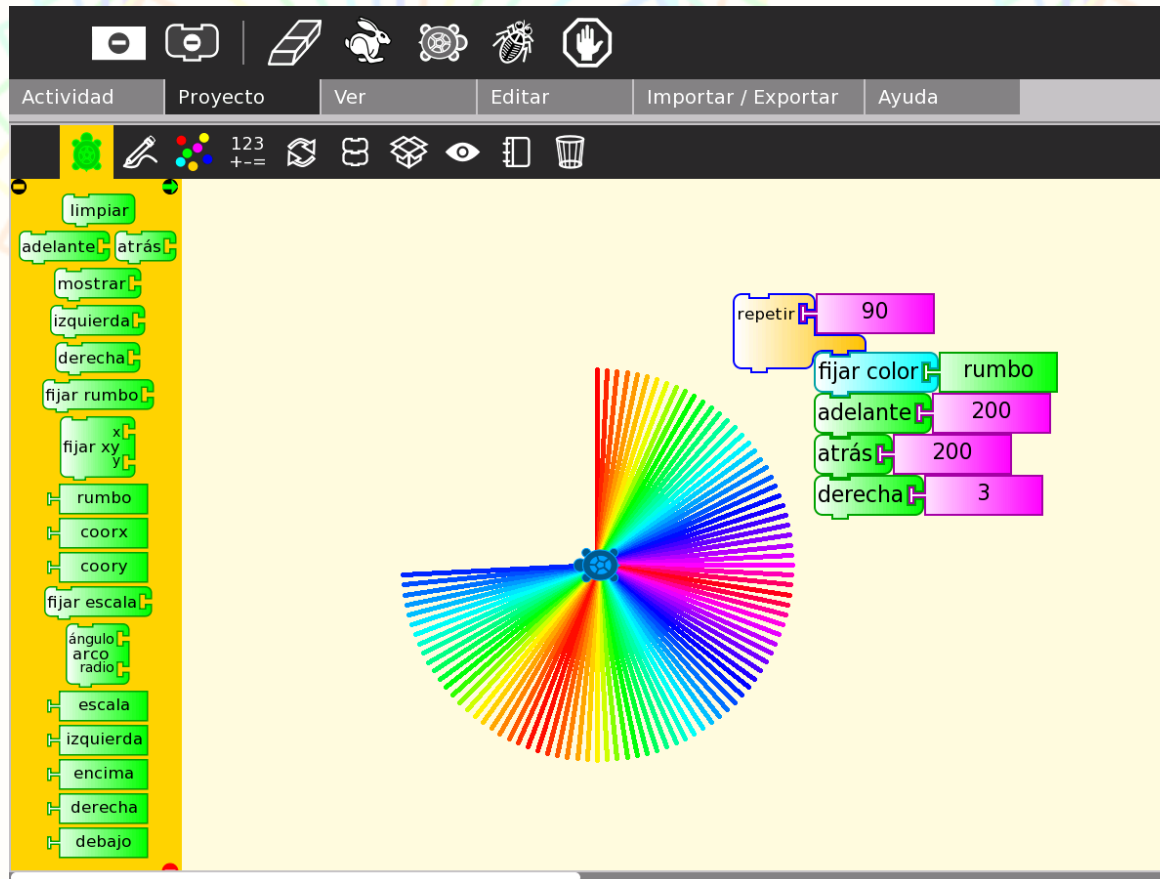 Actividad
Proyecto
Ver
Editar
Importar / Exportar
Ayuda
123
+-=
limpiar
adelante
atrás
mostrar
izquierda
derecha
fijar rumbo
x
fijar xy
y
rumbo
coorx
coory
fijar escala
ángulo
arco
radio
escala
izquierda
encima
derecha
debajo
repetir 90
fijar color rumbo
adelante 200
atrás 200
derecha 3